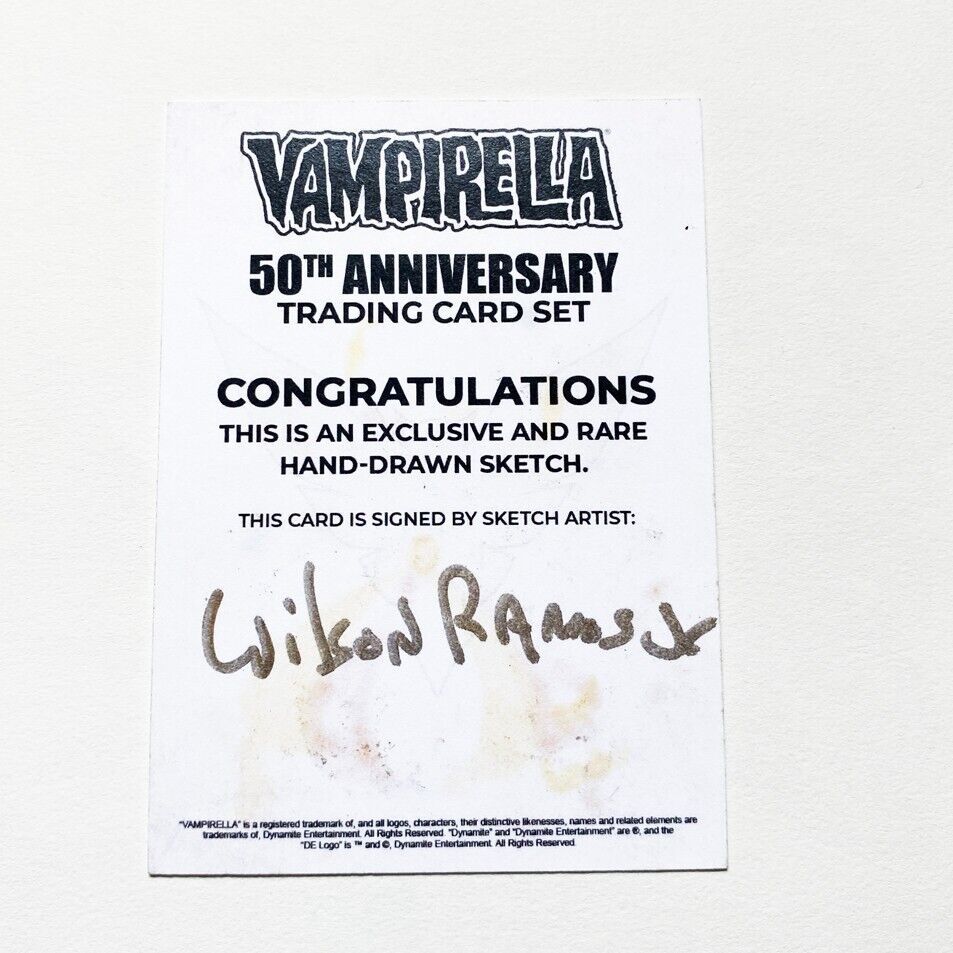 VAMPIRELLA
50TH ANNIVERSARY
TRADING CARD SET
CONGRATULATIONS
THIS IS AN EXCLUSIVE AND RARE
HAND-DRAWN SKETCH.
THIS CARD IS SIGNED BY SKETCH ARTIST:
Wilson RAMOS Jr
"VAMPIRELLA" is a registered trademark of, and all logos, characters, their distinctive likenesses, names and related elements are
trademarks of, Dynamite Entertainment. All Rights Reserved. "Dynamite" and "Dynamite Entertainment" are ®, and the
"DE Logo" is ™ and ©, Dynamite Entertainment. All Rights Reserved.